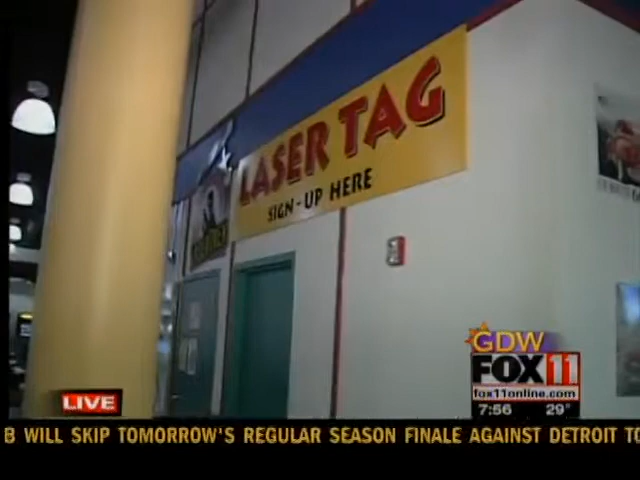 LASER TAG
SIGN-UP HERE
GDW
FOX 11
fox11online.com
LIVE
7:56 29°
B WILL SKIP TOMORROW'S REGULAR SEASON FINALE AGAINST DETROIT TO